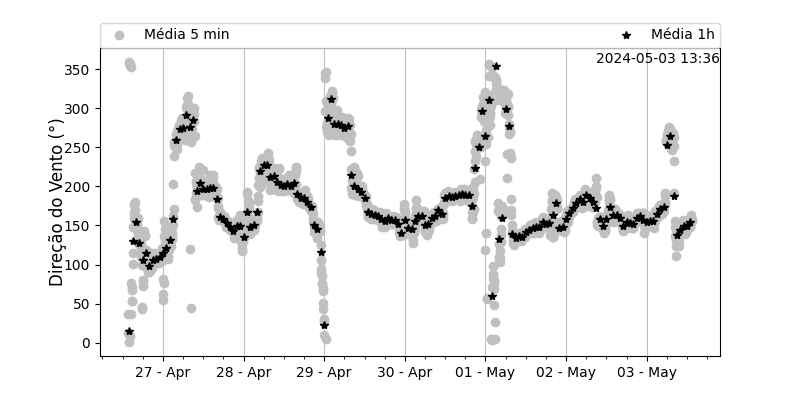 Média 5 min
Média 1h
2024-05-03 13:36
Direção do Vento (°)
350
300
250
200
150
100
50
0
27 - Apr
28 - Apr
29 - Apr
30 - Apr
01 - May
02 - May
03 - May